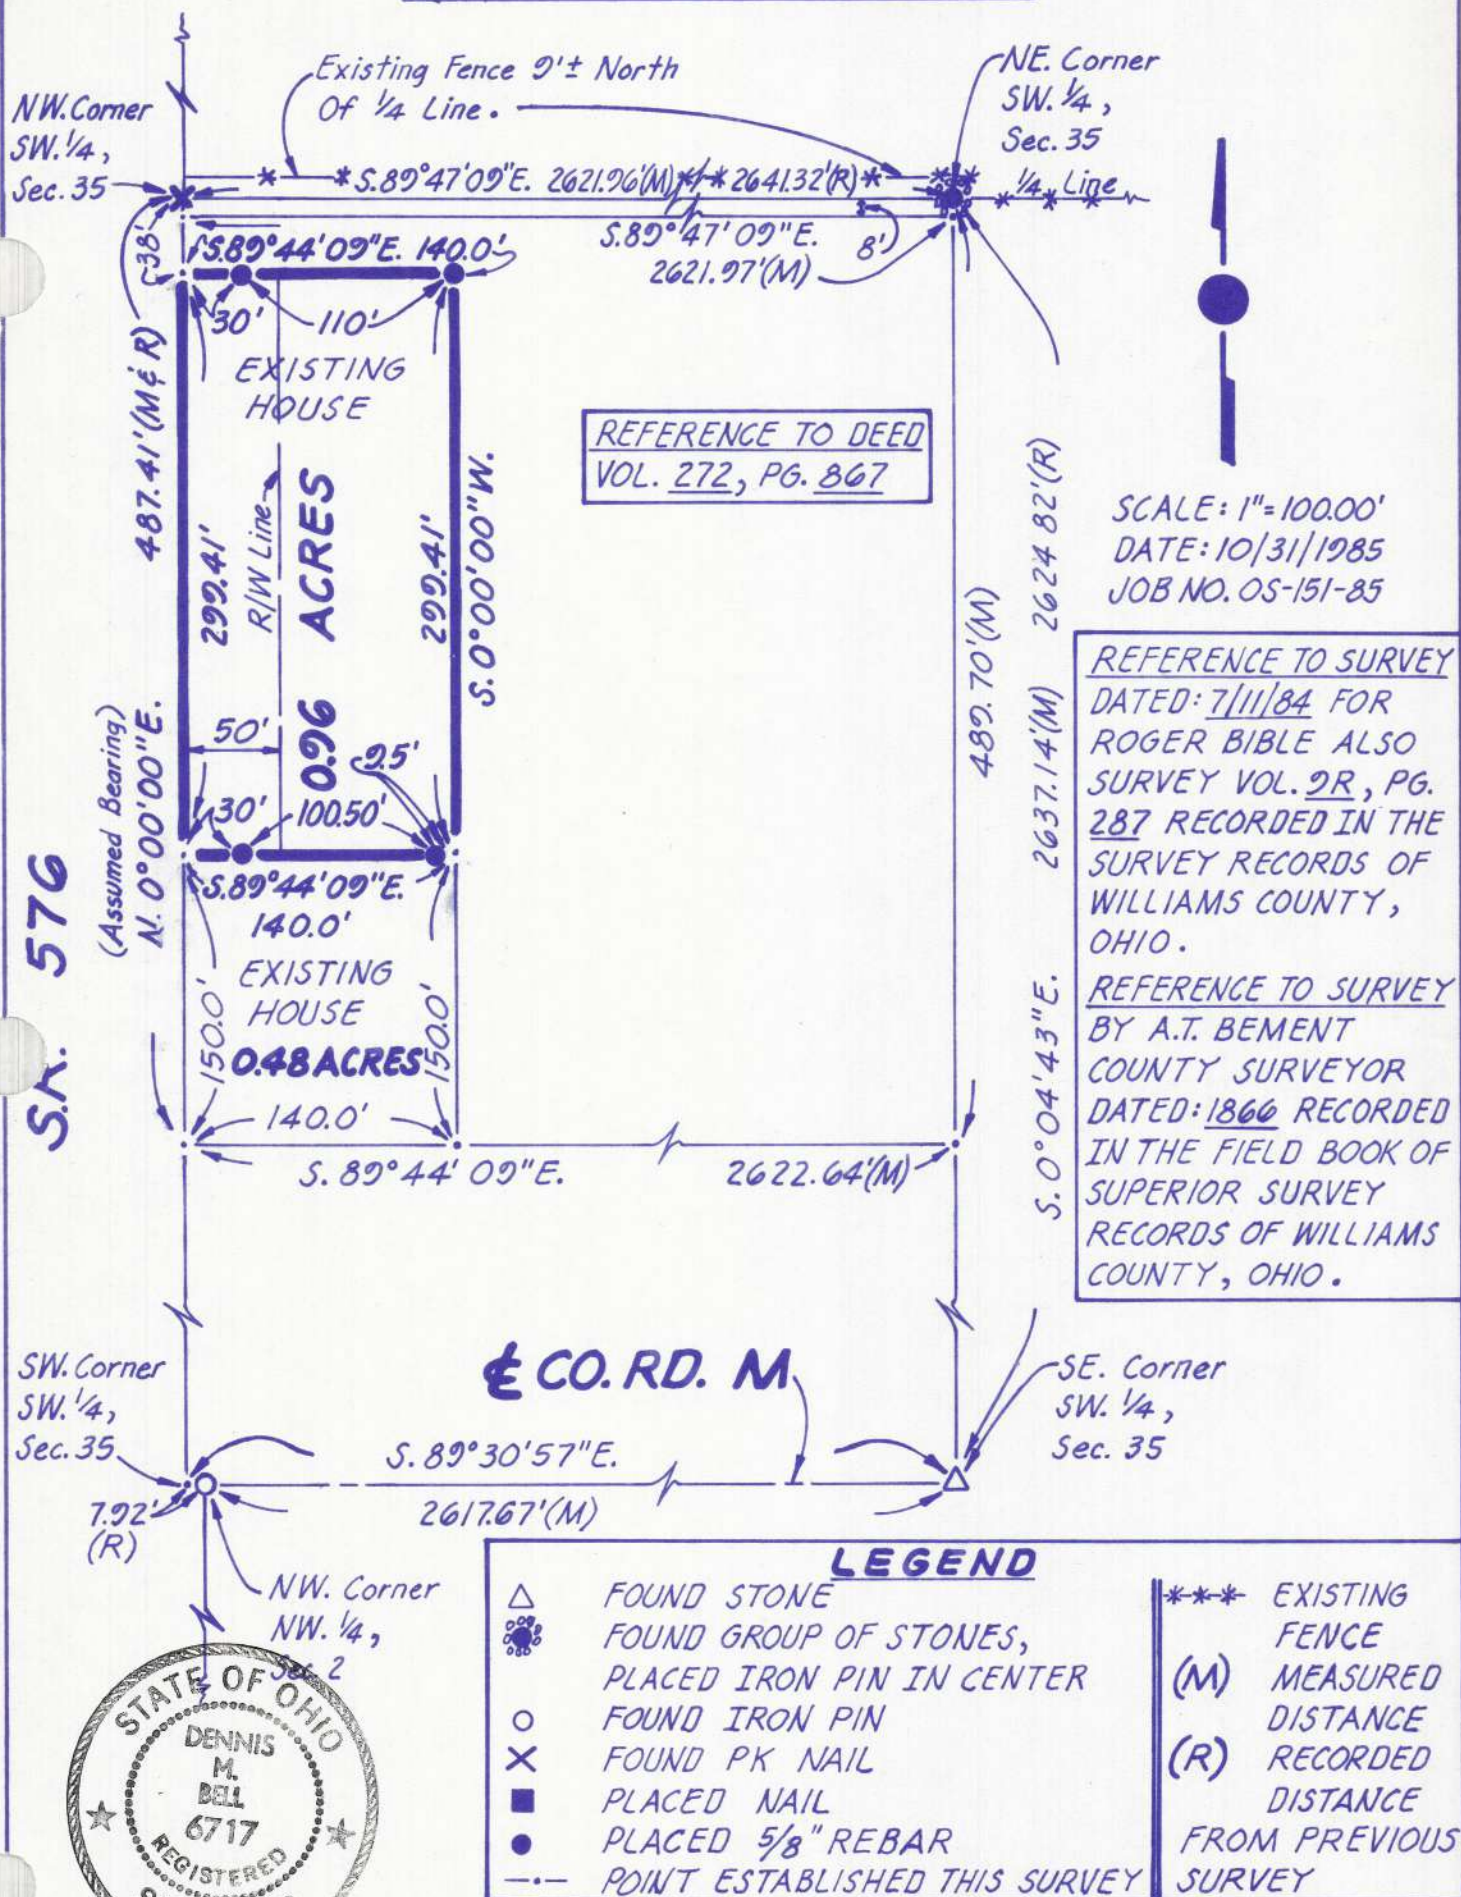 Existing Fence 9'± North
Of 1/4 Line.
NW. Corner
SW. 1/4,
Sec. 35
NE. Corner
SW. 1/4,
Sec. 35
1/4 Line
S. 89°47'09"E. 2621.96'(M) 2641.32'(R)
S. 89°47'09"E.
2621.97'(M)
8'
38'
S. 89°44'09"E. 140.0'
30'
110'
EXISTING
HOUSE
487.41'(M & R)
299.41'
R/W Line
0.96 ACRES
299.41'
S. 0°00'00"W.
REFERENCE TO DEED
VOL. 272, PG. 867
SCALE: 1"=100.00'
DATE: 10/31/1985
JOB NO. OS-151-85
489.70'(M)
S. 0°04'43"E. 2637.14'(M) 2624 82'(R)
S.R. 576
(Assumed Bearing)
N. 0°00'00"E.
50'
9.5'
30'
100.50'
S. 89°44'09"E.
140.0'
EXISTING
HOUSE
0.48 ACRES
150.0'
150.0'
140.0'
S. 89°44'09"E.
2622.64'(M)
REFERENCE TO SURVEY
DATED: 7/11/84 FOR
ROGER BIBLE ALSO
SURVEY VOL. 9R, PG.
287 RECORDED IN THE
SURVEY RECORDS OF
WILLIAMS COUNTY,
OHIO.
REFERENCE TO SURVEY
BY A.T. BEMENT
COUNTY SURVEYOR
DATED: 1866 RECORDED
IN THE FIELD BOOK OF
SUPERIOR SURVEY
RECORDS OF WILLIAMS
COUNTY, OHIO.
℄ CO. RD. M
SW. Corner
SW. 1/4,
Sec. 35
SE. Corner
SW. 1/4,
Sec. 35
S. 89°30'57"E.
2617.67'(M)
7.92'
(R)
NW. Corner
NW. 1/4,
Sec. 2
STATE OF OHIO
DENNIS
M.
BELL
6717
REGISTERED
LEGEND
FOUND STONE
FOUND GROUP OF STONES,
PLACED IRON PIN IN CENTER
FOUND IRON PIN
FOUND PK NAIL
PLACED NAIL
PLACED 5/8" REBAR
POINT ESTABLISHED THIS SURVEY
EXISTING
FENCE
(M) MEASURED
DISTANCE
(R) RECORDED
DISTANCE
FROM PREVIOUS
SURVEY